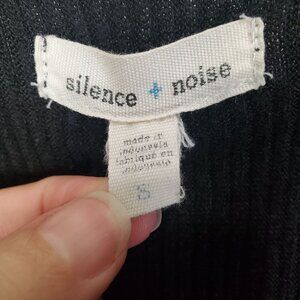 silence + noise
made in
indonesia
fabriqué en
indonésie
S